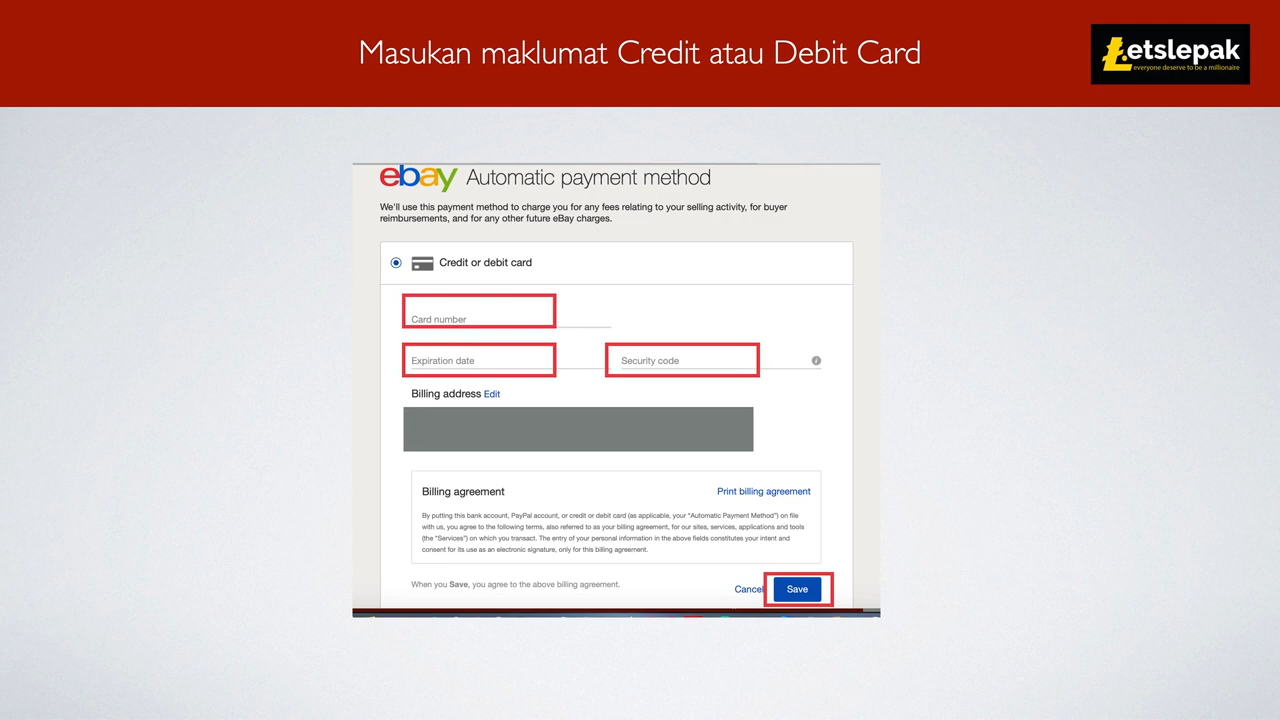 Masukan maklumat Credit atau Debit Card
Letslepak
everyone deserve to be a millionaire
ebay Automatic payment method
We'll use this payment method to charge you for any fees relating to your selling activity, for buyer
reimbursements, and for any other future eBay charges.
Credit or debit card
Card number
Expiration date Security code
Billing address Edit
Billing agreement Print billing agreement
By putting this bank account, PayPal account, or credit or debit card (as applicable, your “Automatic Payment Method”) on file
with us, you agree to the following terms, also referred to as your billing agreement, for our sites, services, applications and tools
(the “Services”) on which you transact. The entry of your personal information in the above fields constitutes your intent and
consent for its use as an electronic signature, only for this billing agreement.
When you Save, you agree to the above billing agreement.
Cancel Save